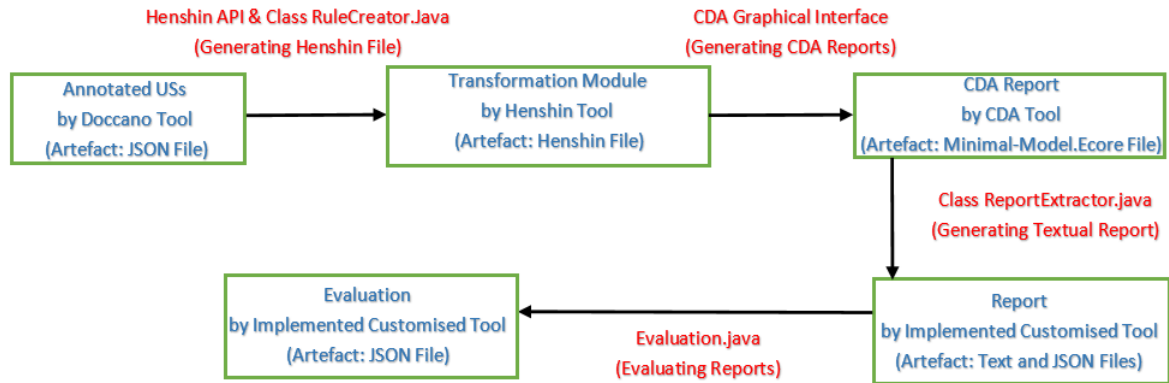 Henshin API & Class RuleCreator.Java
(Generating Henshin File)
CDA Graphical Interface
(Generating CDA Reports)
Annotated USs
by Doccano Tool
(Artefact: JSON File)
Transformation Module
by Henshin Tool
(Artefact: Henshin File)
CDA Report
by CDA Tool
(Artefact: Minimal-Model.Ecore File)
Class ReportExtractor.java
(Generating Textual Report)
Evaluation
by Implemented Customised Tool
(Artefact: JSON File)
Evaluation.java
(Evaluating Reports)
Report
by Implemented Customised Tool
(Artefact: Text and JSON Files)